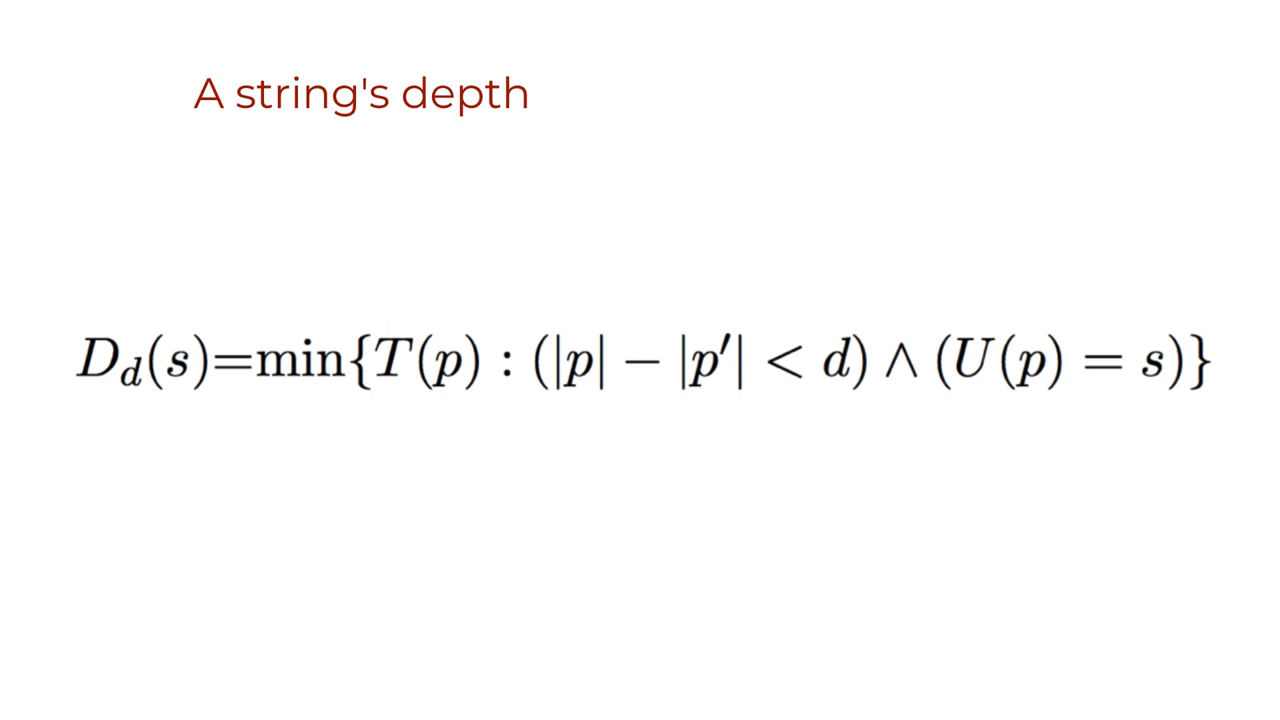 A string's depth
D_d(s)=min{T(p) : (|p| − |p′| < d) ∧ (U(p) = s)}